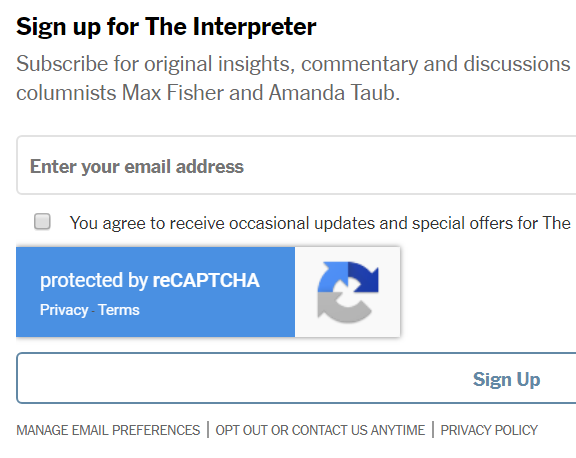 Sign up for The Interpreter
Subscribe for original insights, commentary and discussions
columnists Max Fisher and Amanda Taub.
Enter your email address
You agree to receive occasional updates and special offers for The
protected by reCAPTCHA
Privacy - Terms
Sign Up
MANAGE EMAIL PREFERENCES | OPT OUT OR CONTACT US ANYTIME | PRIVACY POLICY